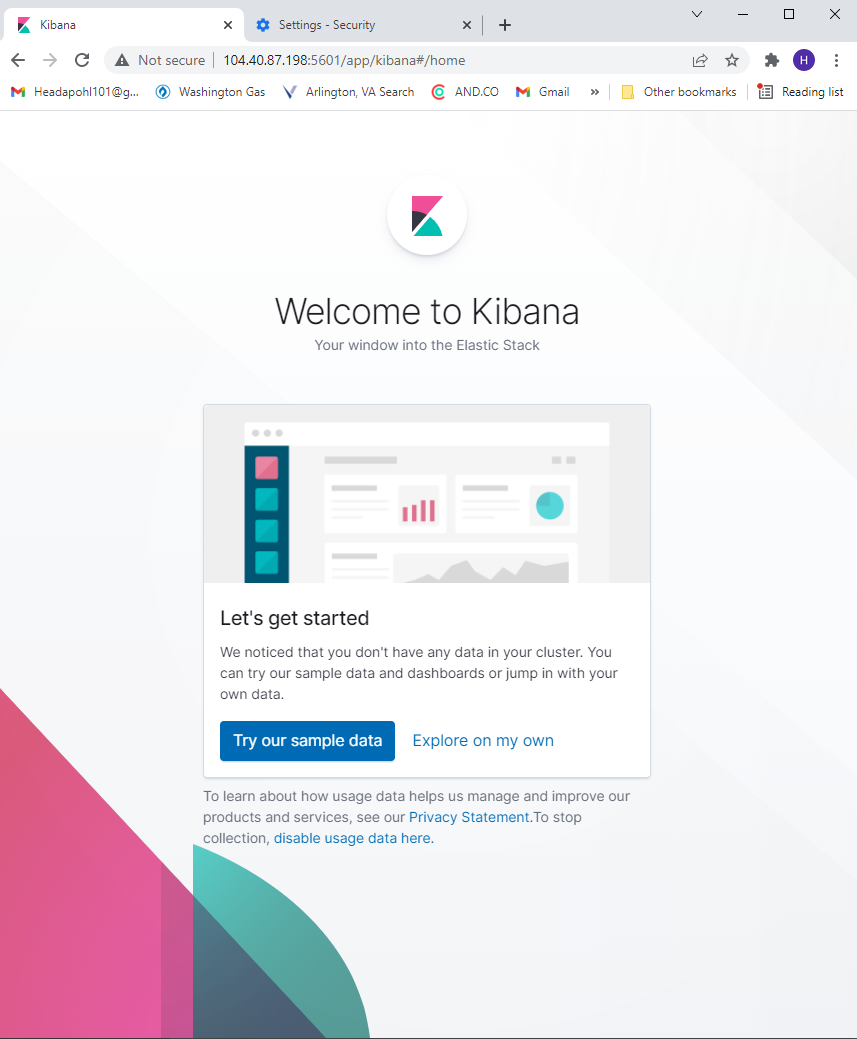 Kibana
Settings - Security
Not secure
104.40.87.198:5601/app/kibana#/home
H
Headapohl101@g...
Washington Gas
Arlington, VA Search
AND.CO
Gmail
»
Other bookmarks
Reading list
Welcome to Kibana
Your window into the Elastic Stack
Let's get started
We noticed that you don't have any data in your cluster. You
can try our sample data and dashboards or jump in with your
own data.
Try our sample data
Explore on my own
To learn about how usage data helps us manage and improve our
products and services, see our Privacy Statement.To stop
collection, disable usage data here.